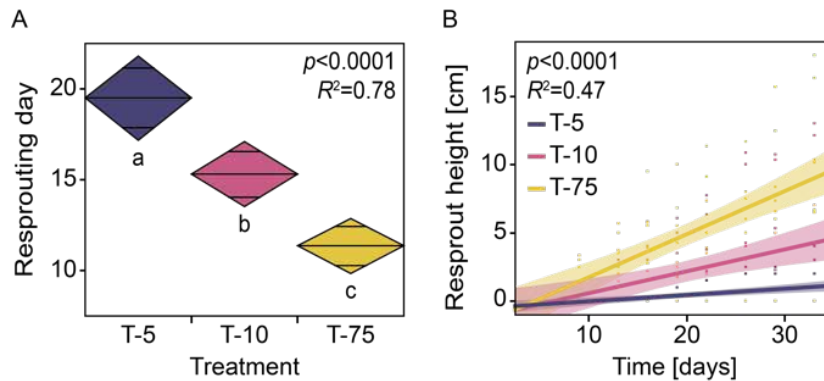 A
Resprouting day
20
15
10
p<0.0001
R²=0.78
a
b
c
T-5 T-10 T-75
Treatment
B
Resprout height [cm]
15
10
5
0
p<0.0001
R²=0.47
T-5
T-10
T-75
10 20 30
Time [days]